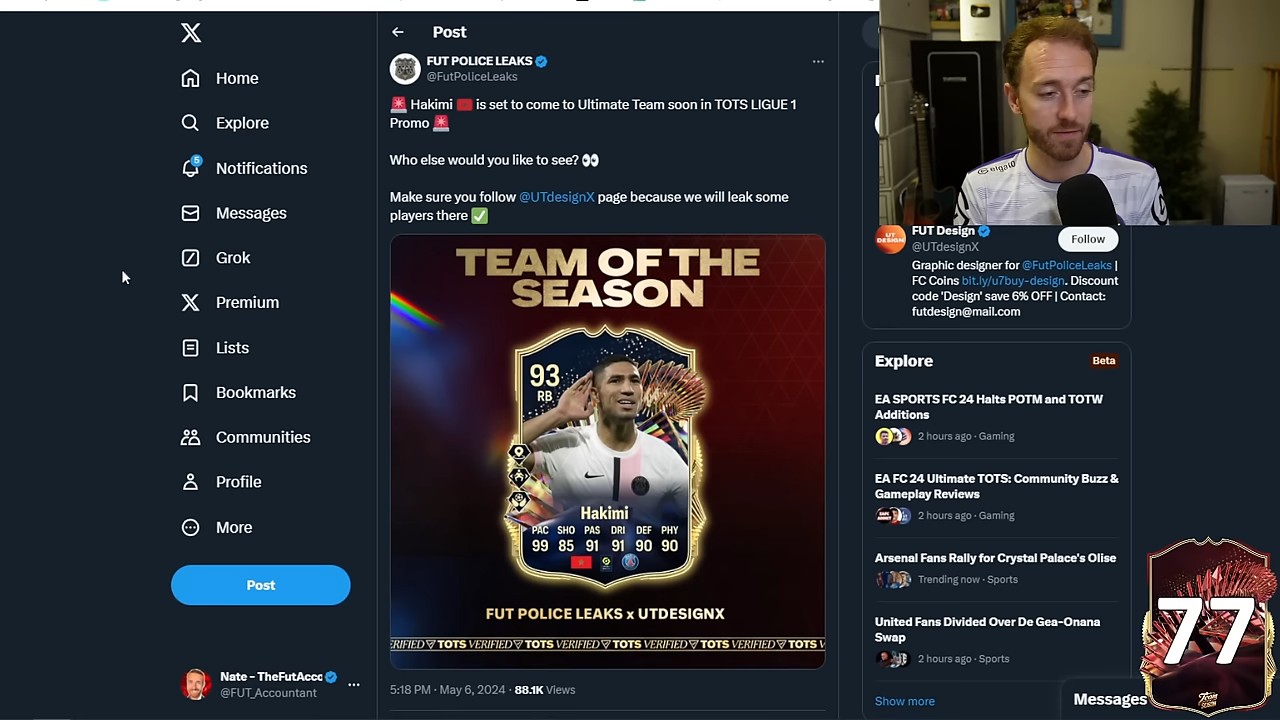 Home
Explore
5
Notifications
Messages
Grok
Premium
Lists
Bookmarks
Communities
Profile
More
Post
Nate - TheFutAcc
@FUT_Accountant
Post
FUT POLICE LEAKS
@FutPoliceLeaks
🚨 Hakimi 🇲🇦 is set to come to Ultimate Team soon in TOTS LIGUE 1
Promo 🚨
Who else would you like to see? 👀
Make sure you follow @UTdesignX page because we will leak some
players there ✅
TEAM OF THE
SEASON
93
RB
Hakimi
PAC SHO PAS DRI DEF PHY
99 85 91 91 90 90
FUT POLICE LEAKS x UTDESIGNX
ERIFIED TOTS VERIFIED TOTS VERIFIED TOTS VERIFIED TOTS VERIFIED TOTS V
5:18 PM · May 6, 2024 · 88.1K Views
elgato
UT DESIGN
FUT Design
@UTdesignX
Follow
Graphic designer for @FutPoliceLeaks |
FC Coins bit.ly/u7buy-design. Discount
code 'Design' save 6% OFF | Contact:
futdesign@mail.com
Explore
Beta
EA SPORTS FC 24 Halts POTM and TOTW
Additions
2 hours ago · Gaming
EA FC 24 Ultimate TOTS: Community Buzz &
Gameplay Reviews
2 hours ago · Gaming
Arsenal Fans Rally for Crystal Palace's Olise
Trending now · Sports
United Fans Divided Over De Gea-Onana
Swap
2 hours ago · Sports
Show more
Messages
77